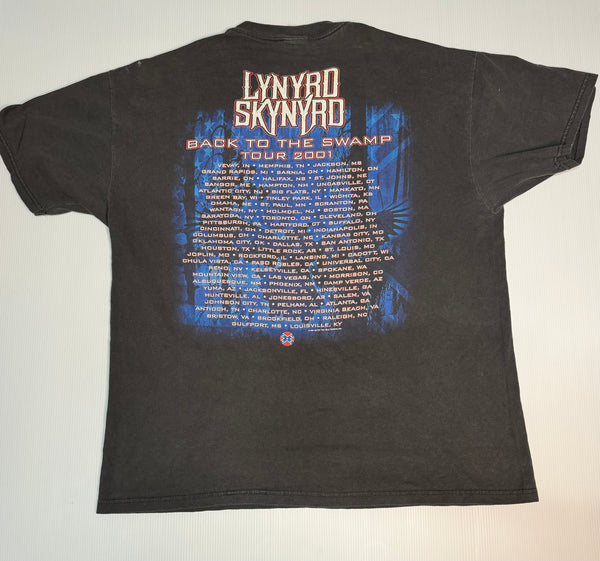 LYNYRD
SKYNYRD
BACK TO THE SWAMP
TOUR 2001
VEVAY, IN • MEMPHIS, TN • JACKSON, MS
GRAND RAPIDS, MI • SARNIA, ON • HAMILTON, ON
BARRIE, ON • HALIFAX, NS • ST. JOHNS, NE
BANGOR, ME • HAMPTON, NH • UNCASVILLE, CT
ATLANTIC CITY, NJ • BIG FLATS, NY • MANKATO, MN
GREEN BAY, WI • TINLEY PARK, IL • WICHITA, KS
OMAHA, NE • ST. PAUL, MN • SCRANTON, PA
WANTAGH, NY • HOLMDEL, NJ • BOSTON, MA
SARATOGA, NY • TORONTO, ON • CLEVELAND, OH
PITTSBURGH, PA • HARTFORD, CT • BUFFALO, NY
CINCINNATI, OH • DETROIT, MI • INDIANAPOLIS, IN
COLUMBUS, OH • CHARLOTTE, NC • KANSAS CITY, MO
OKLAHOMA CITY, OK • DALLAS, TX • SAN ANTONIO, TX
HOUSTON, TX • LITTLE ROCK, AR • ST. LOUIS, MO
JOPLIN, MO • ROCKFORD, IL • LANSING, MI • CADOTT, WI
CHULA VISTA, CA • PASO ROBLES, CA • UNIVERSAL CITY, CA
RENO, NV • KELSEYVILLE, CA • SPOKANE, WA
MOUNTAIN VIEW, CA • LAS VEGAS, NV • MORRISON, CO
ALBUQUERQUE, NM • PHOENIX, NM • CAMP VERDE, AZ
YUMA, AZ • JACKSONVILLE, FL • HINESVILLE, GA
HUNTSVILLE, AL • JONESBORO, AR • SALEM, VA
JOHNSON CITY, TN • PELHAM, AL • ATLANTA, GA
ANTIOCH, TN • CHARLOTTE, NC • VIRGINIA BEACH, VA
BRISTOW, VA • BROOKFIELD, OH • RALEIGH, NC
GULFPORT, MS • LOUISVILLE, KY